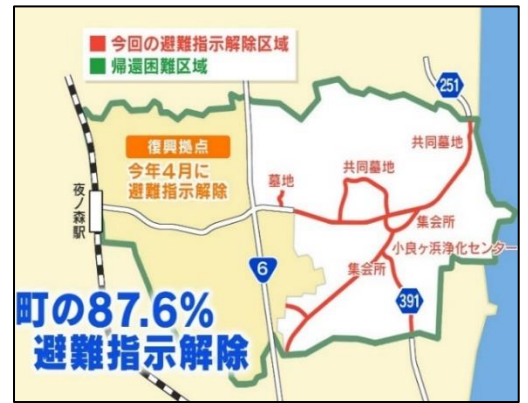 今回の避難指示解除区域
帰還困難区域
251
復興拠点
今年4月に
避難指示解除
共同墓地
共同墓地
墓地
夜ノ森駅
集会所
小良ヶ浜浄化センター
集会所
6
391
町の87.6%
避難指示解除